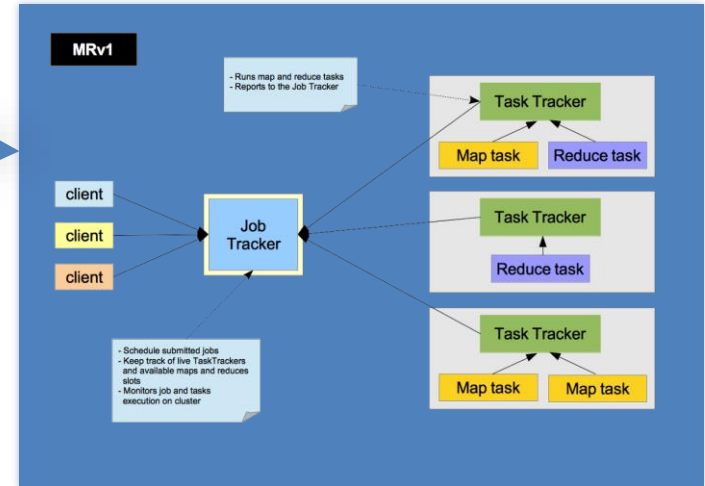 MRv1
- Runs map and reduce tasks
- Reports to the Job Tracker
Task Tracker
Map task
Reduce task
client
client
client
Job
Tracker
Task Tracker
Reduce task
- Schedule submitted jobs
- Keep track of live TaskTrackers
and available maps and reduces
slots
- Monitors job and tasks
execution on cluster
Task Tracker
Map task
Map task